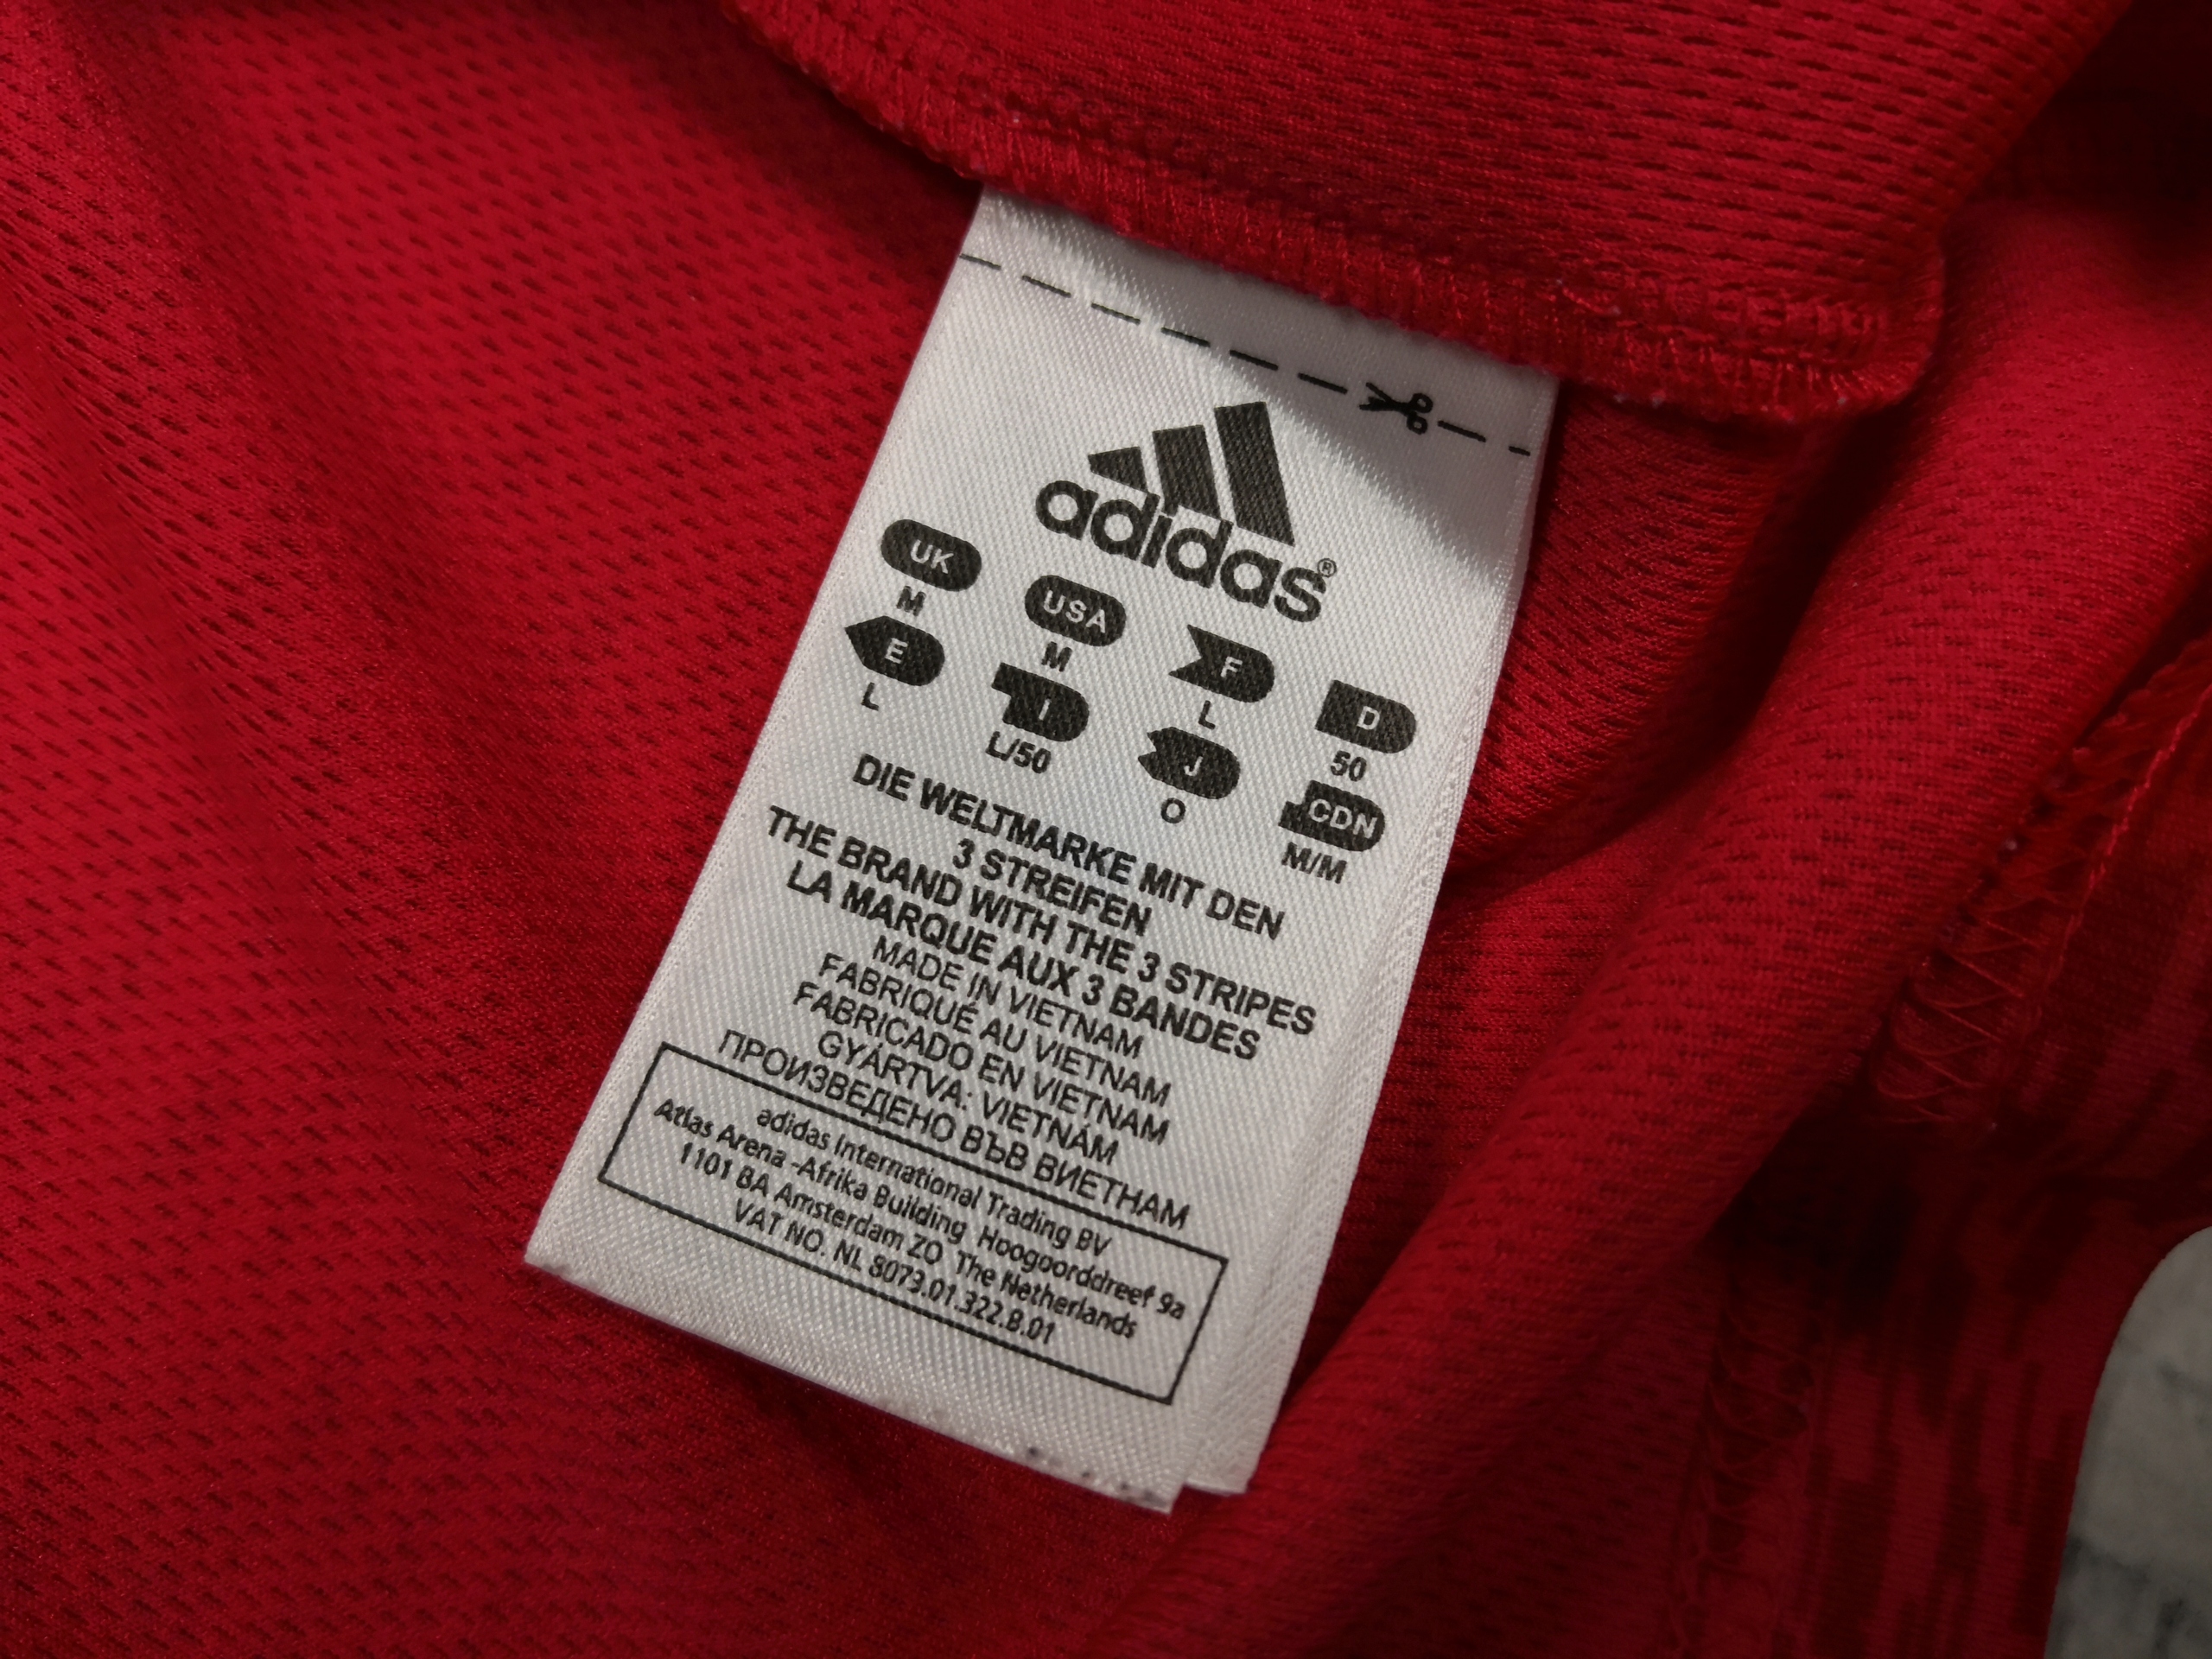 adidas®
UK USA F D
M M L 50
E I J CDN
L L/50 O M/M
DIE WELTMARKE MIT DEN
3 STREIFEN
THE BRAND WITH THE 3 STRIPES
LA MARQUE AUX 3 BANDES
MADE IN VIETNAM
FABRIQUÉ AU VIETNAM
FABRICADO EN VIETNAM
GYÁRTVA: VIETNÁM
ПРОИЗВЕДЕНО ВЪВ ВИЕТНАМ
adidas International Trading BV
Atlas Arena -Afrika Building Hoogoorddreef 9a
1101 BA Amsterdam ZO The Netherlands
VAT NO. NL 8073.01.322.B.01